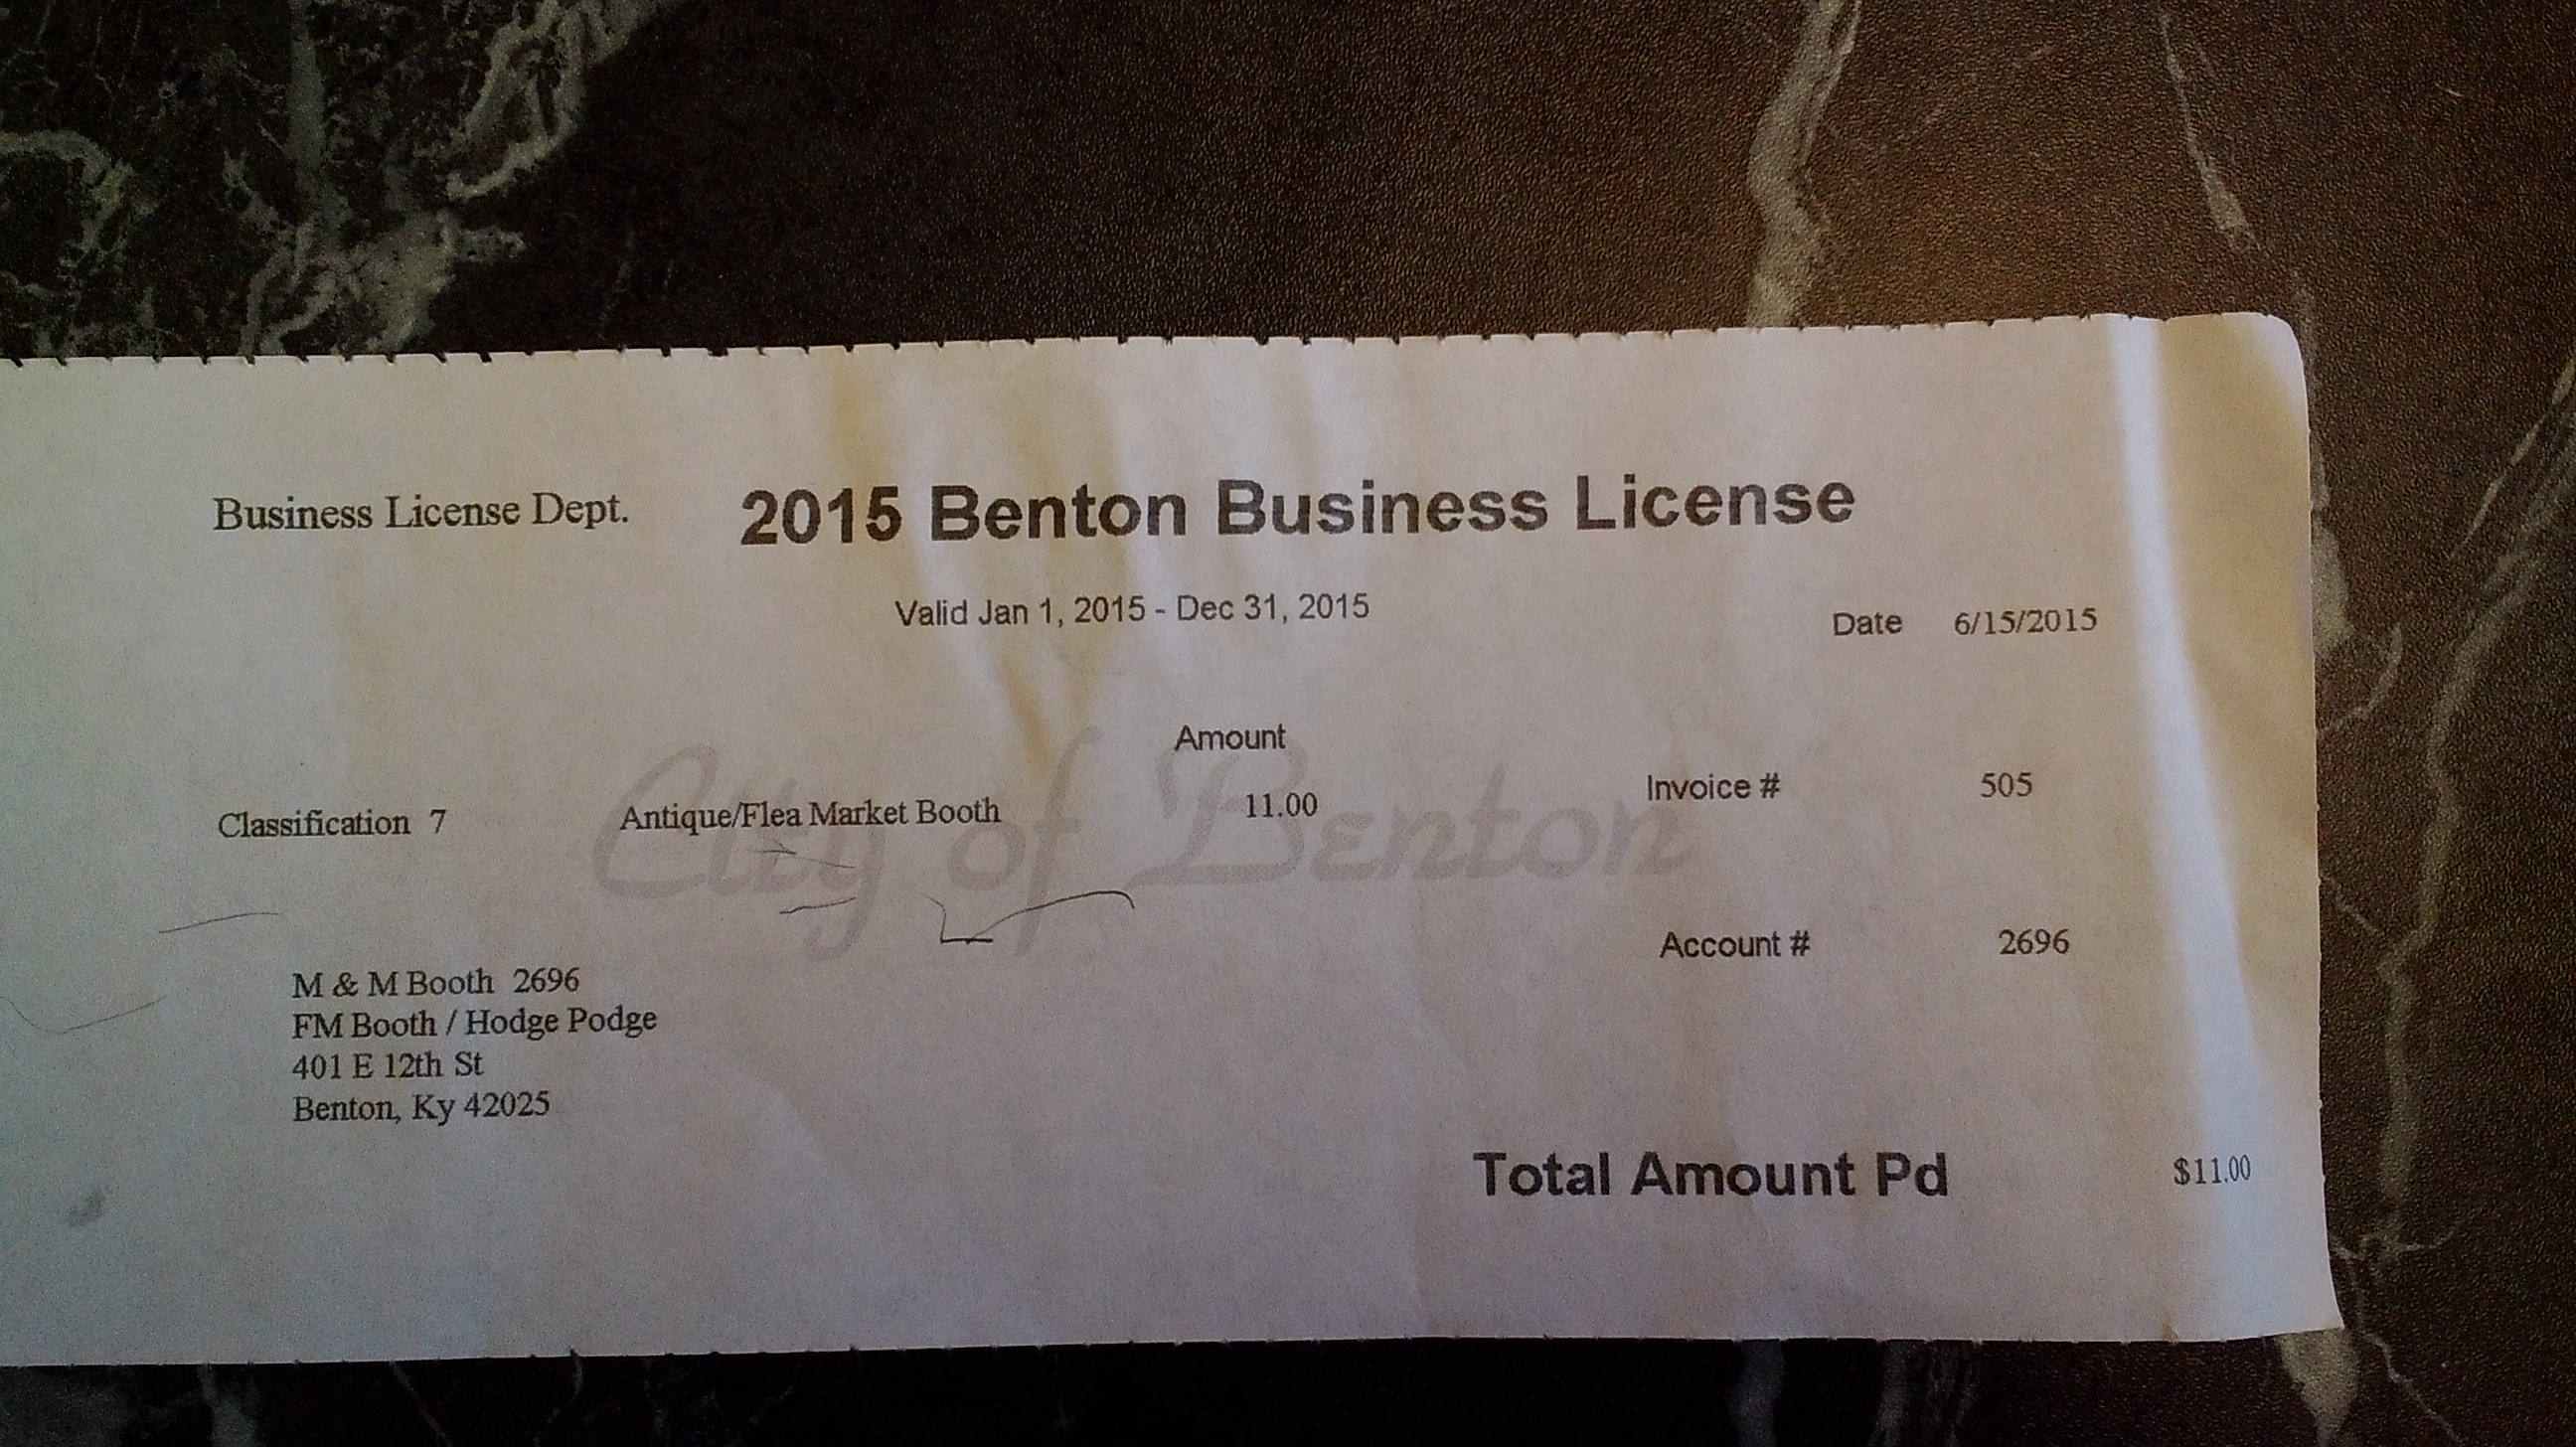 Business License Dept. 2015 Benton Business License
Valid Jan 1, 2015 - Dec 31, 2015
Date 6/15/2015
Amount
Invoice # 505
Classification 7 Antique/Flea Market Booth 11.00
City of Benton
Account # 2696
M & M Booth 2696
FM Booth / Hodge Podge
401 E 12th St
Benton, Ky 42025
Total Amount Pd $11.00